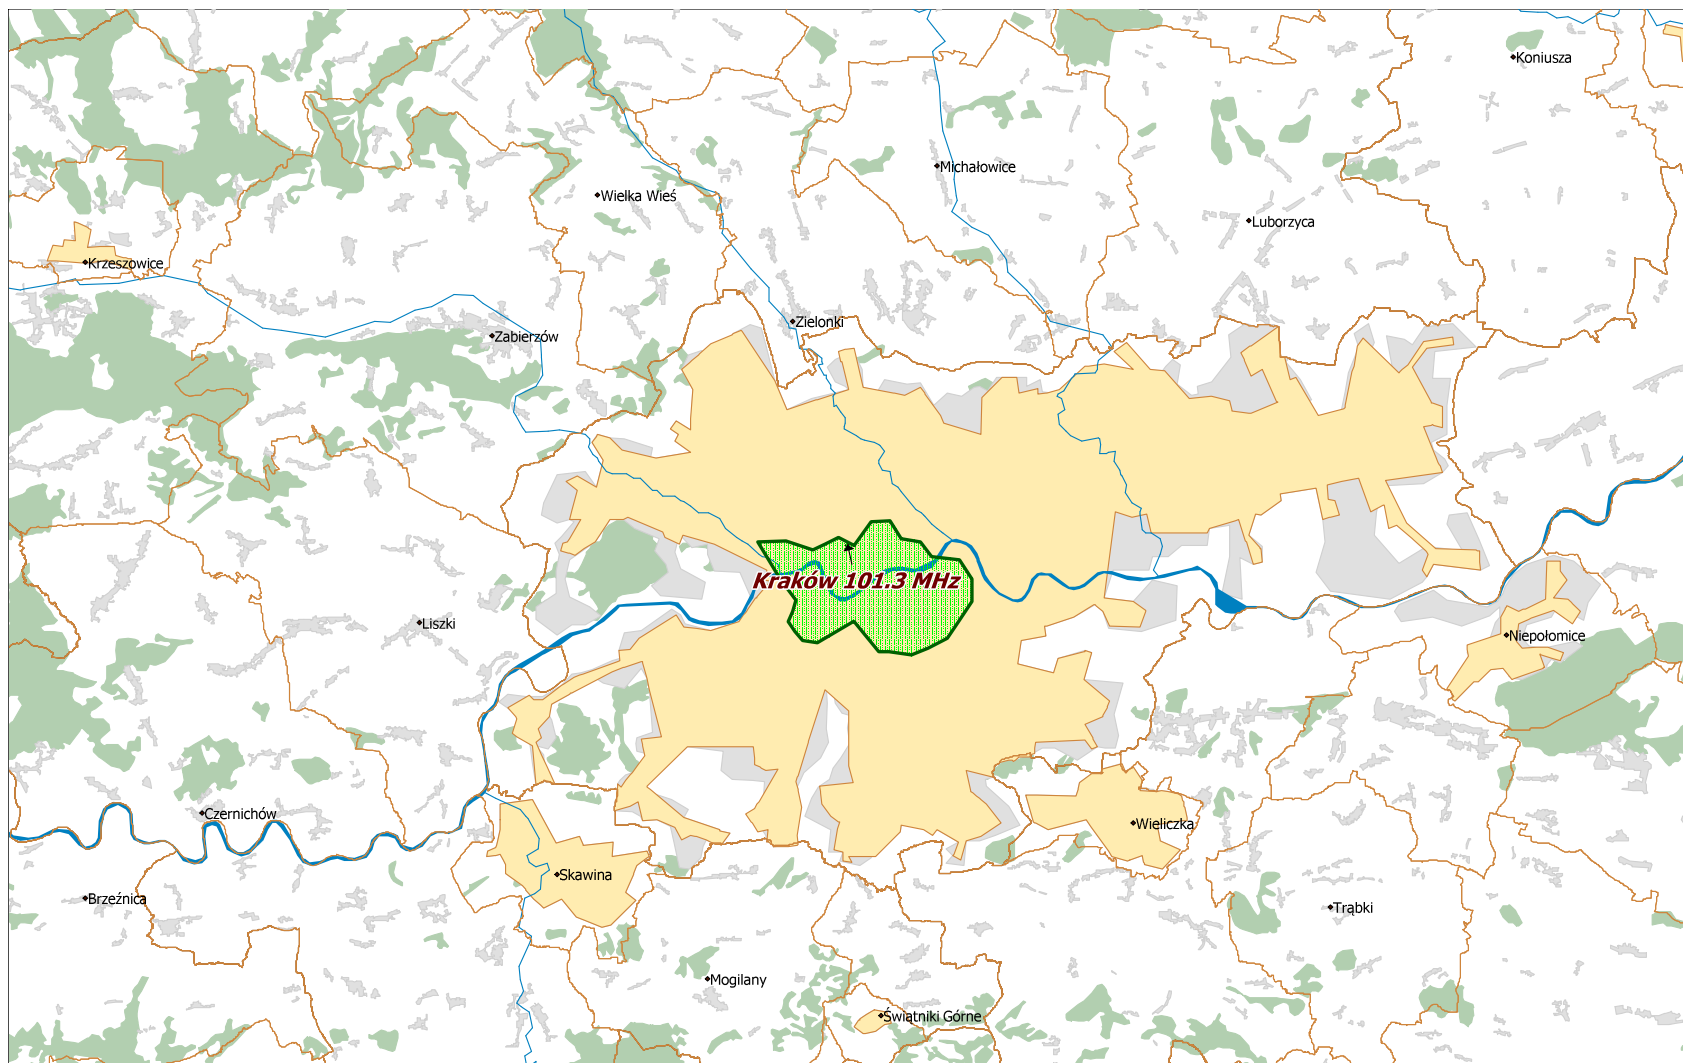 Koniusza
Michałowice
Wielka Wieś
Luborzyca
Krzeszowice
Zielonki
Zabierzów
Kraków 101.3 MHz
Liszki
Niepołomice
Czernichów
Wieliczka
Skawina
Brzeźnica
Trąbki
Mogilany
Świątniki Górne